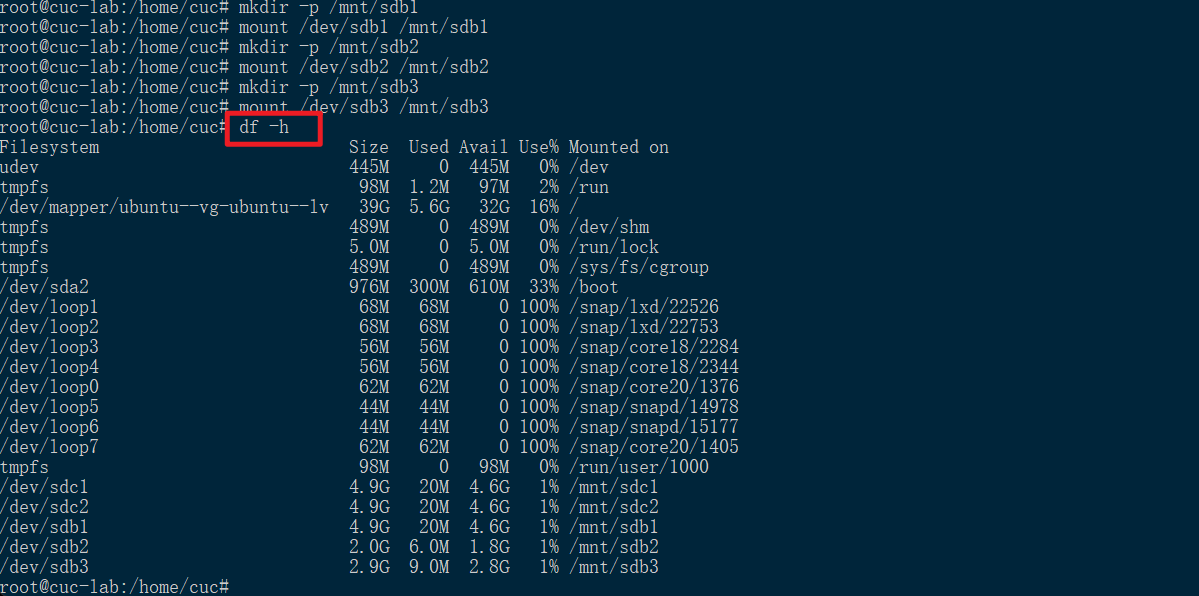 root@cuc-lab:/home/cuc# mkdir -p /mnt/sdb1
root@cuc-lab:/home/cuc# mount /dev/sdb1 /mnt/sdb1
root@cuc-lab:/home/cuc# mkdir -p /mnt/sdb2
root@cuc-lab:/home/cuc# mount /dev/sdb2 /mnt/sdb2
root@cuc-lab:/home/cuc# mkdir -p /mnt/sdb3
root@cuc-lab:/home/cuc# mount /dev/sdb3 /mnt/sdb3
root@cuc-lab:/home/cuc# df -h
Filesystem                         Size  Used Avail Use% Mounted on
udev                               445M     0  445M   0% /dev
tmpfs                               98M  1.2M   97M   2% /run
/dev/mapper/ubuntu--vg-ubuntu--lv   39G  5.6G   32G  16% /
tmpfs                              489M     0  489M   0% /dev/shm
tmpfs                              5.0M     0  5.0M   0% /run/lock
tmpfs                              489M     0  489M   0% /sys/fs/cgroup
/dev/sda2                          976M  300M  610M  33% /boot
/dev/loop1                          68M   68M     0 100% /snap/lxd/22526
/dev/loop2                          68M   68M     0 100% /snap/lxd/22753
/dev/loop3                          56M   56M     0 100% /snap/core18/2284
/dev/loop4                          56M   56M     0 100% /snap/core18/2344
/dev/loop0                          62M   62M     0 100% /snap/core20/1376
/dev/loop5                          44M   44M     0 100% /snap/snapd/14978
/dev/loop6                          44M   44M     0 100% /snap/snapd/15177
/dev/loop7                          62M   62M     0 100% /snap/core20/1405
tmpfs                               98M     0   98M   0% /run/user/1000
/dev/sdc1                          4.9G   20M  4.6G   1% /mnt/sdc1
/dev/sdc2                          4.9G   20M  4.6G   1% /mnt/sdc2
/dev/sdb1                          4.9G   20M  4.6G   1% /mnt/sdb1
/dev/sdb2                          2.0G  6.0M  1.8G   1% /mnt/sdb2
/dev/sdb3                          2.9G  9.0M  2.8G   1% /mnt/sdb3
root@cuc-lab:/home/cuc#